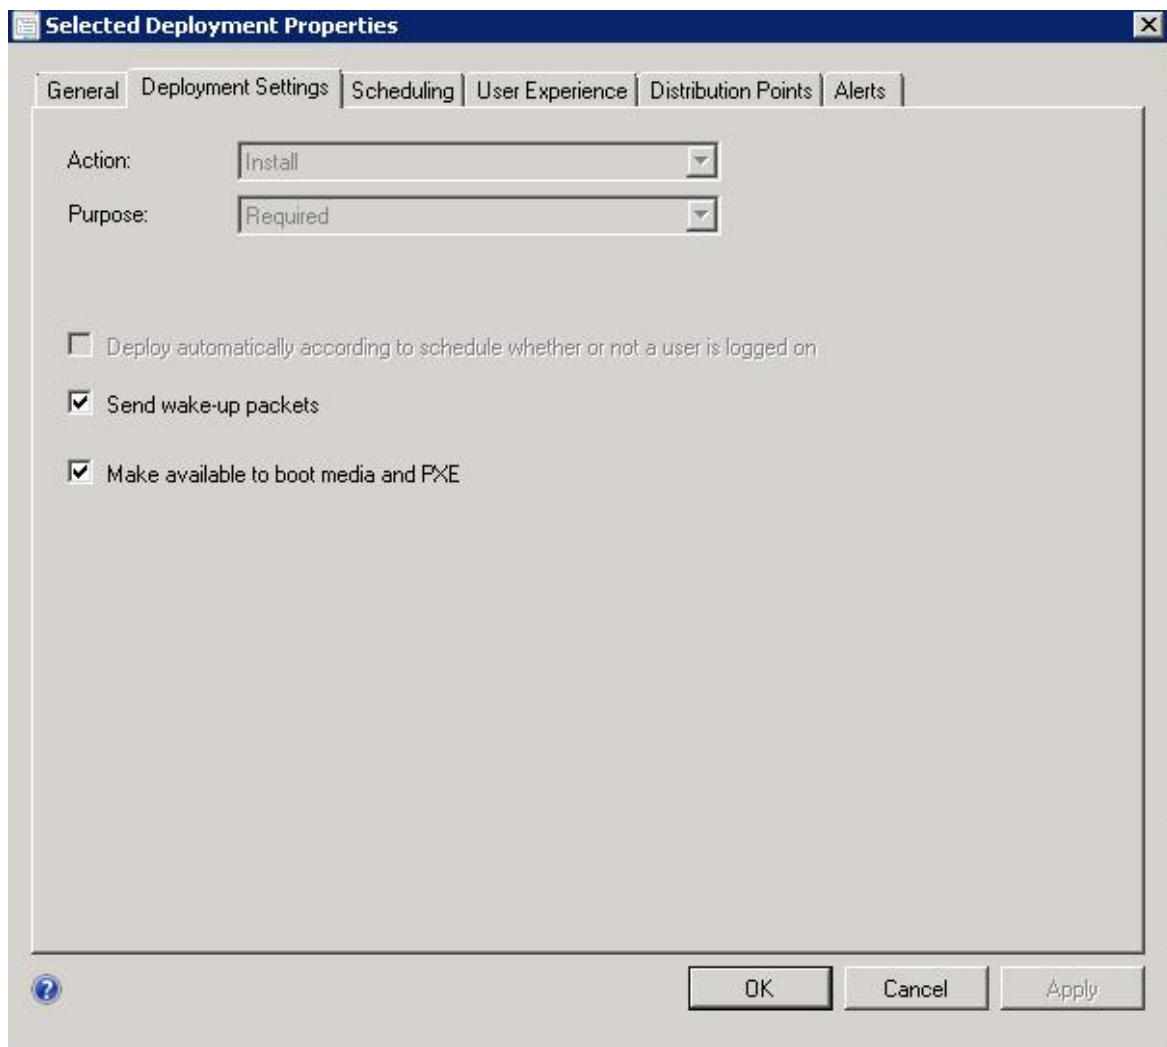 Selected Deployment Properties
General Deployment Settings Scheduling User Experience Distribution Points Alerts
Action: Install
Purpose: Required
Deploy automatically according to schedule whether or not a user is logged on
Send wake-up packets
Make available to boot media and PXE
OK Cancel Apply